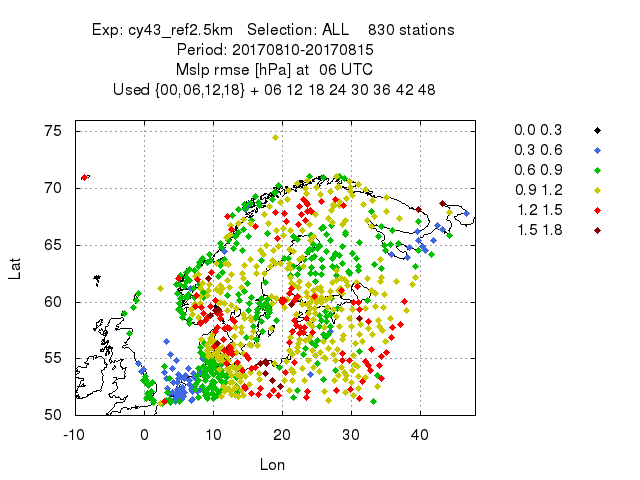 Exp: cy43_ref2.5km   Selection: ALL    830 stations
Period: 20170810-20170815
Mslp rmse [hPa] at  06 UTC
Used {00,06,12,18} + 06 12 18 24 30 36 42 48
0.0 0.3
0.3 0.6
0.6 0.9
0.9 1.2
1.2 1.5
1.5 1.8
75
70
65
60
55
50
Lat
-10 0 10 20 30 40
Lon